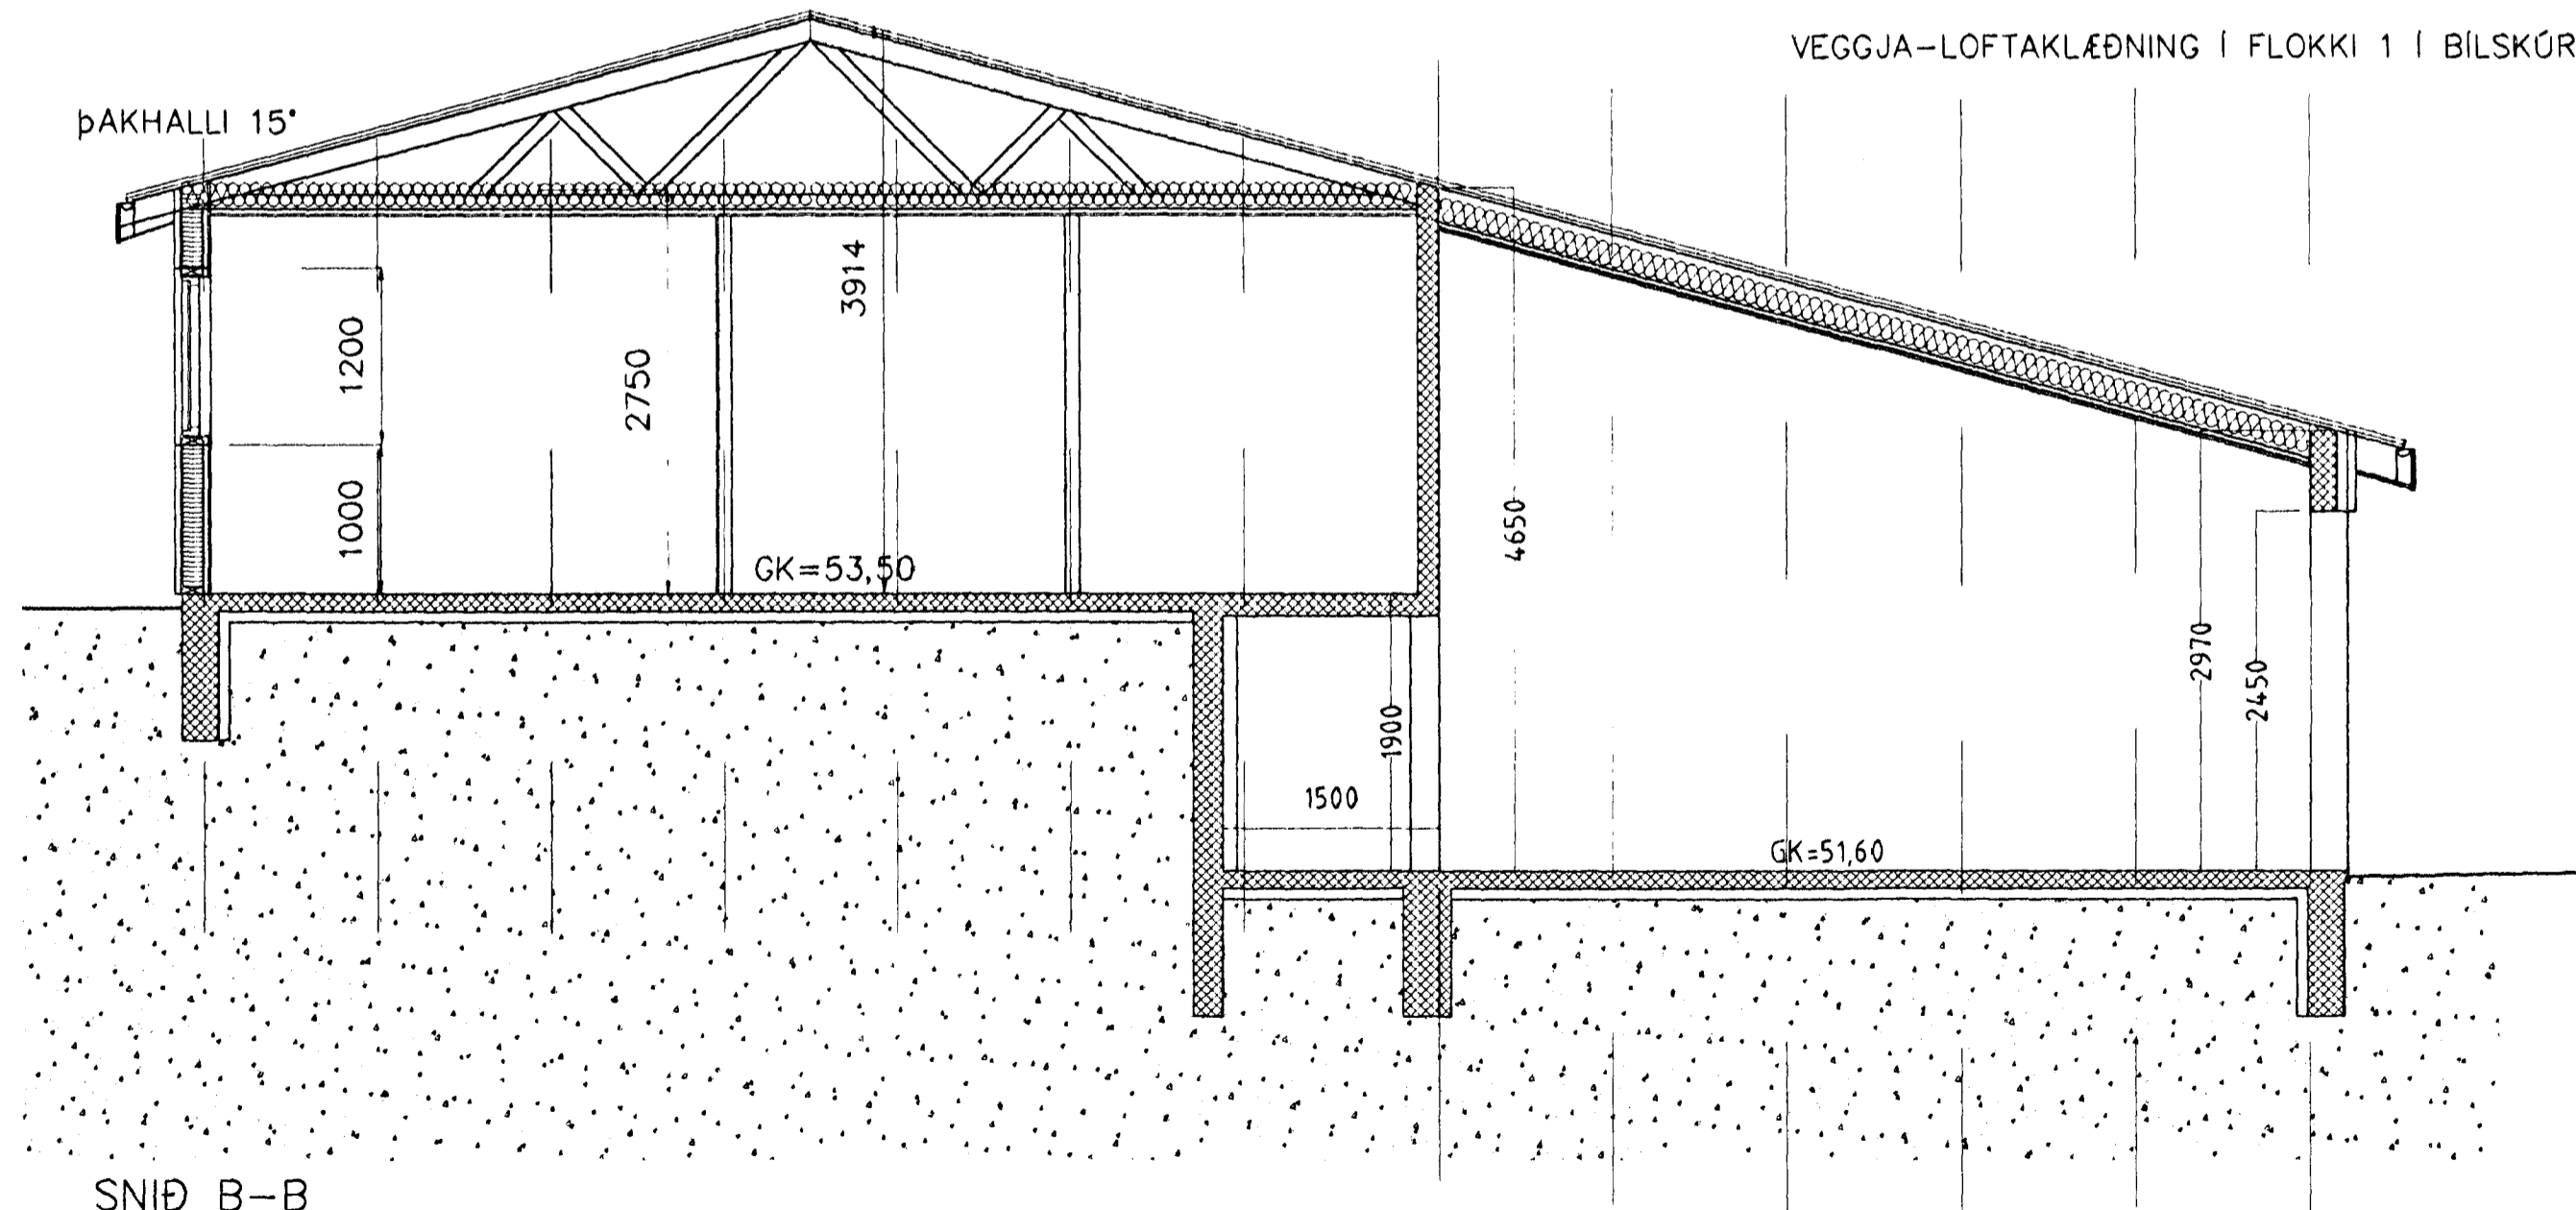 VEGGJA-LOFTAKLÆÐNING Í FLOKKI 1 Í BÍLSKÚR
ÞAKHALLI 15°
3914
1200
2750
1000
GK=53,50
4650
2970
2450
1900
1500
GK=51,60
SNIÐ B-B